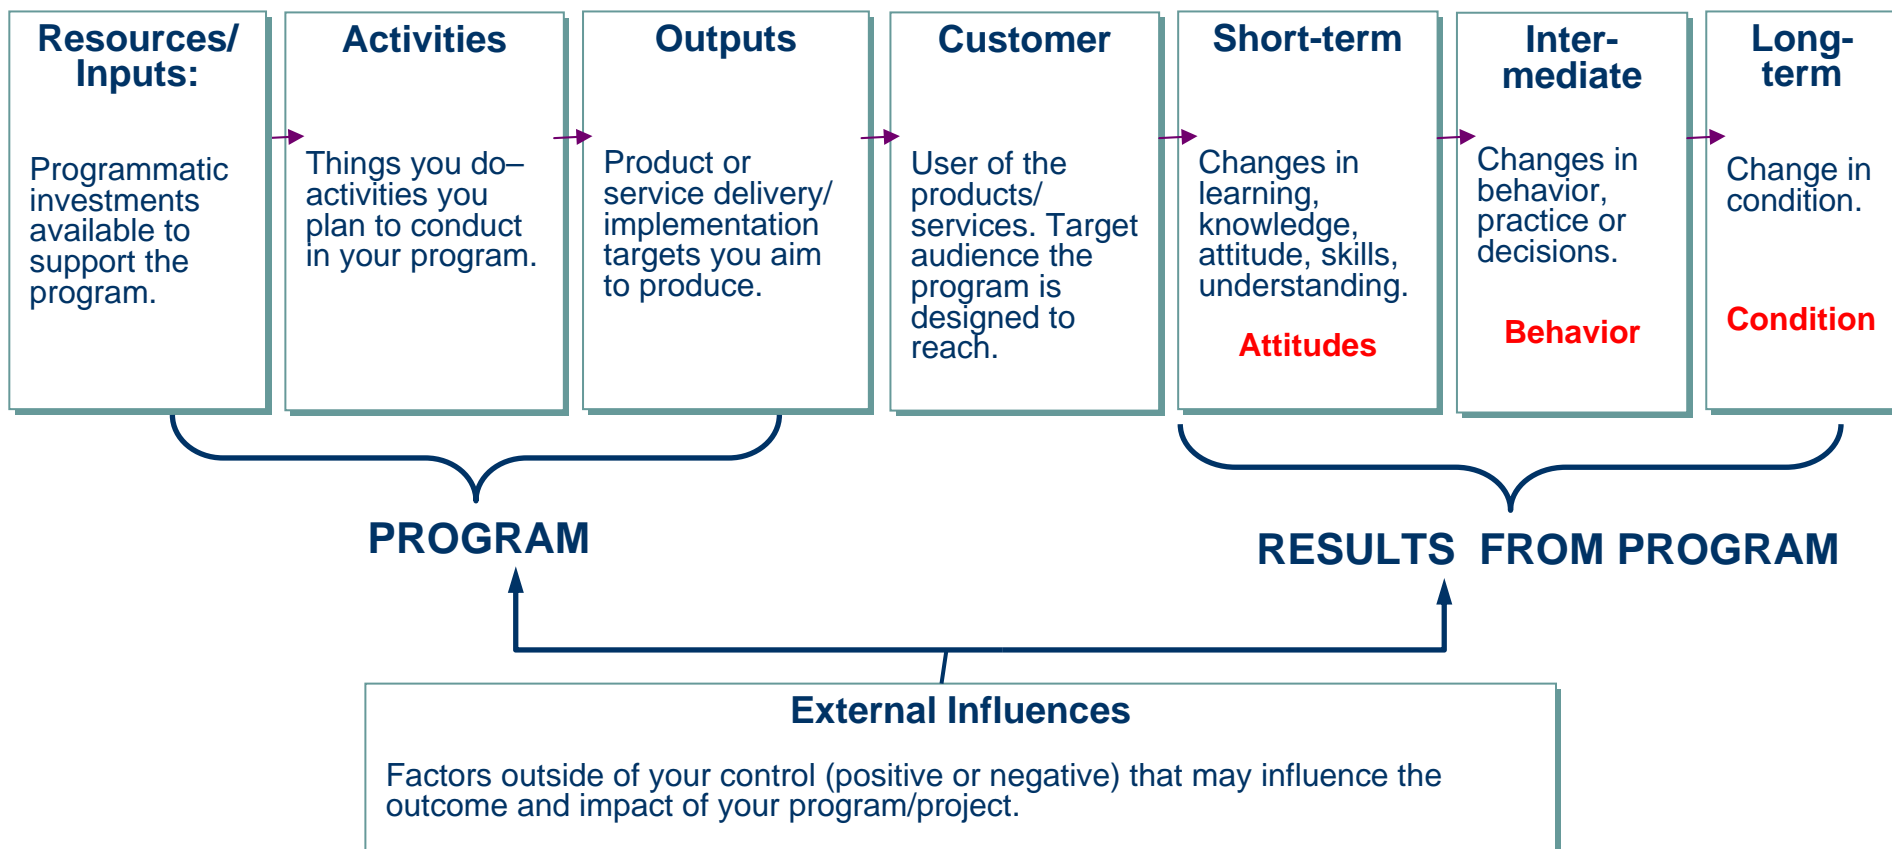 Resources/
Inputs:
Programmatic
investments
available to
support the
program.
Activities
Things you do–
activities you
plan to conduct
in your program.
Outputs
Product or
service delivery/
implementation
targets you aim
to produce.
Customer
User of the
products/
services. Target
audience the
program is
designed to
reach.
Short-term
Changes in
learning,
knowledge,
attitude, skills,
understanding.
Attitudes
Inter-
mediate
Changes in
behavior,
practice or
decisions.
Behavior
Long-
term
Change in
condition.
Condition
PROGRAM
RESULTS FROM PROGRAM
External Influences
Factors outside of your control (positive or negative) that may influence the
outcome and impact of your program/project.